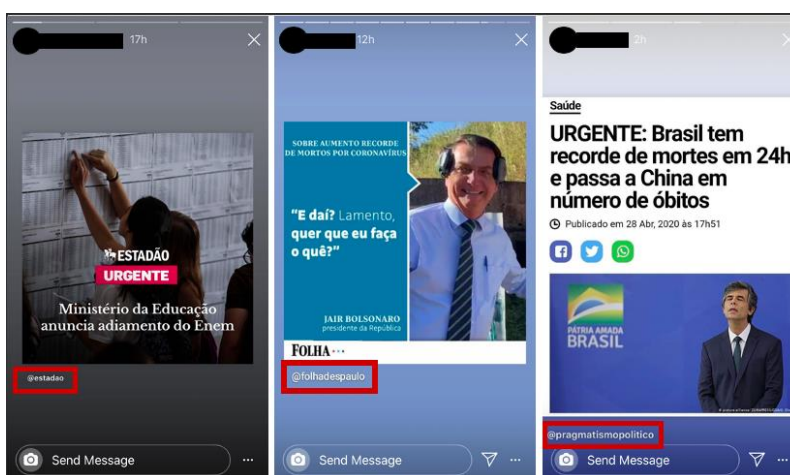 17h
ESTADÃO
URGENTE
Ministério da Educação
anuncia adiamento do Enem
@estadao
Send Message
12h
SOBRE AUMENTO RECORDE
DE MORTOS POR CORONAVÍRUS
"E daí? Lamento,
quer que eu faça
o quê?"
JAIR BOLSONARO
presidente da República
FOLHA
@folhadespaulo
Send Message
2h
Saúde
URGENTE: Brasil tem
recorde de mortes em 24h
e passa a China em
número de óbitos
Publicado em 28 Abr, 2020 às 17h51
PÁTRIA AMADA
BRASIL
@pragmatismopolitico
Send Message